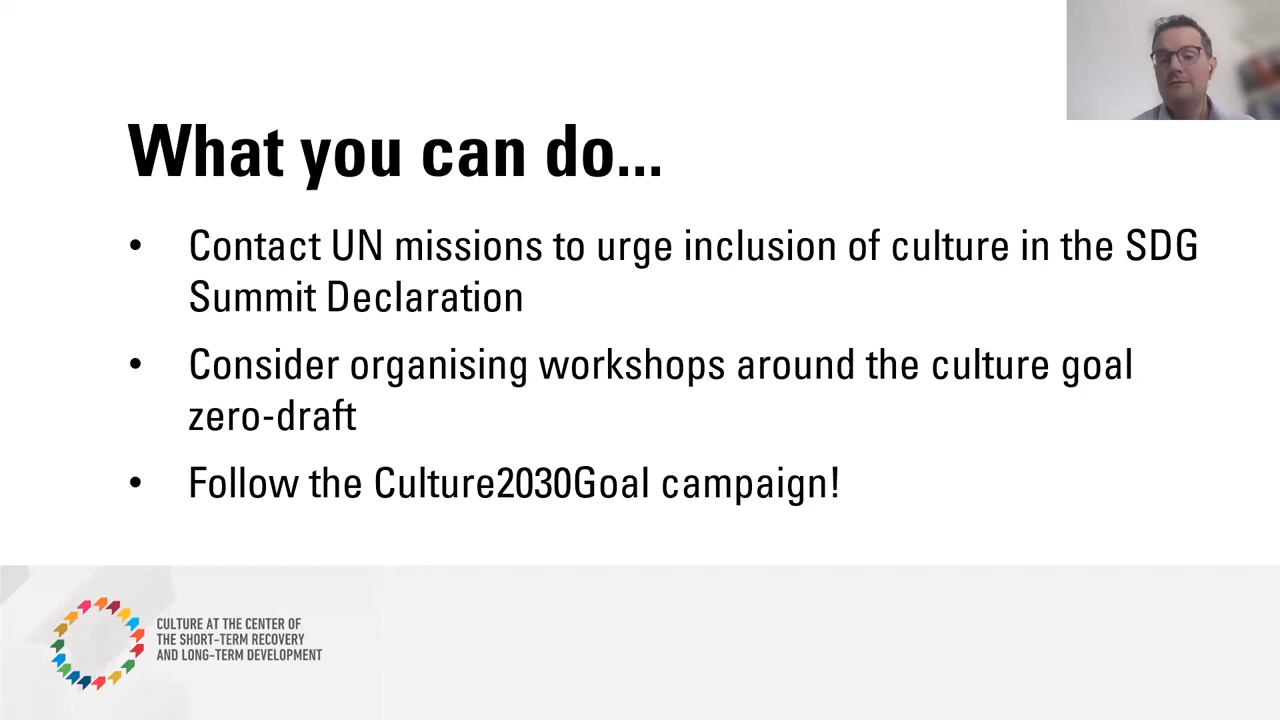 What you can do...
• Contact UN missions to urge inclusion of culture in the SDG
Summit Declaration
• Consider organising workshops around the culture goal
zero-draft
• Follow the Culture2030Goal campaign!
CULTURE AT THE CENTER OF
THE SHORT-TERM RECOVERY
AND LONG-TERM DEVELOPMENT